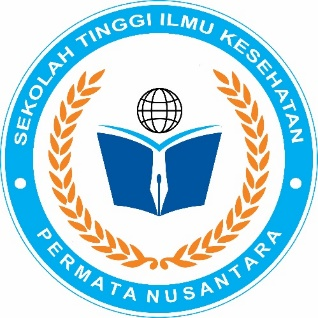 SEKOLAH TINGGI ILMU KESEHATAN
PERMATA NUSANTARA